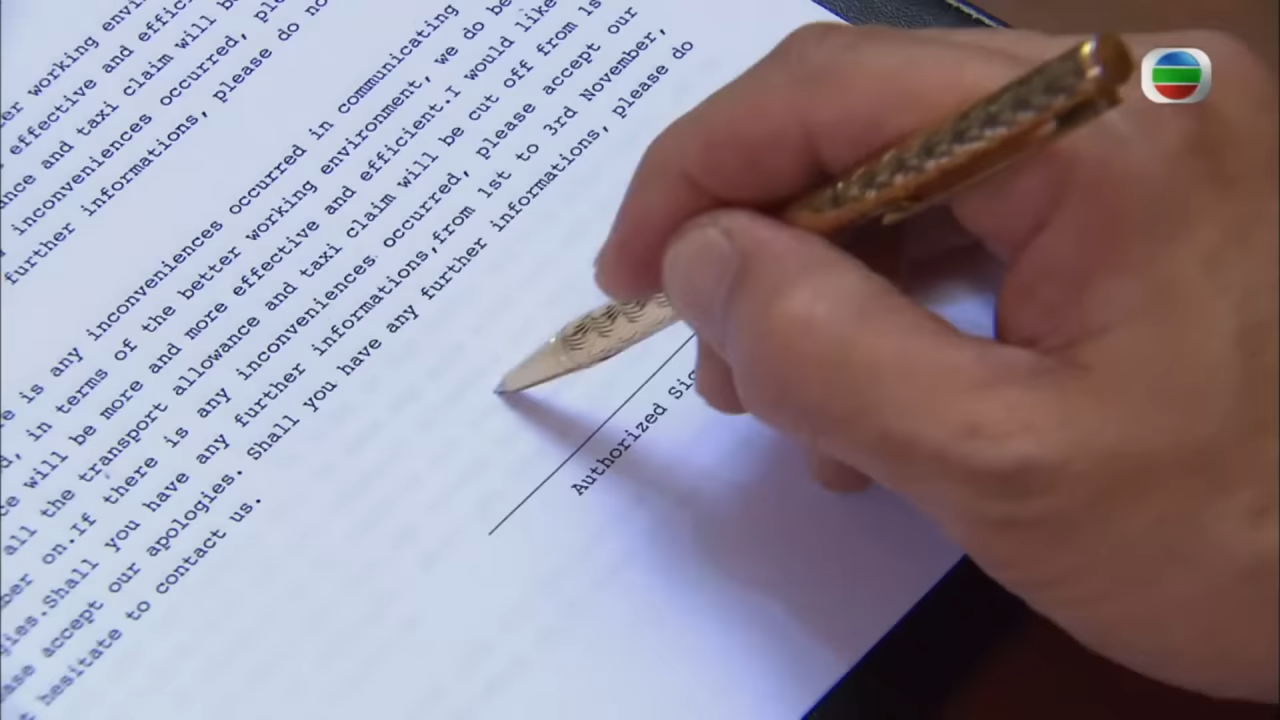 er working envi
effective and effici
nce and taxi claim will b
inconveniences occurred, ple
further informations, please do no
e is any inconveniences occurred in communicating
d, in terms of the better working environment, we do be
ce will be more and more effective and efficient.I would like
all the transport allowance and taxi claim will be cut off from 1s
ber on.If there is any inconveniences occurred, please accept our
gies.Shall you have any further informations,from 1st to 3rd November,
ase accept our apologies. Shall you have any further informations, please do
t hesitate to contact us.
Authorized Sig